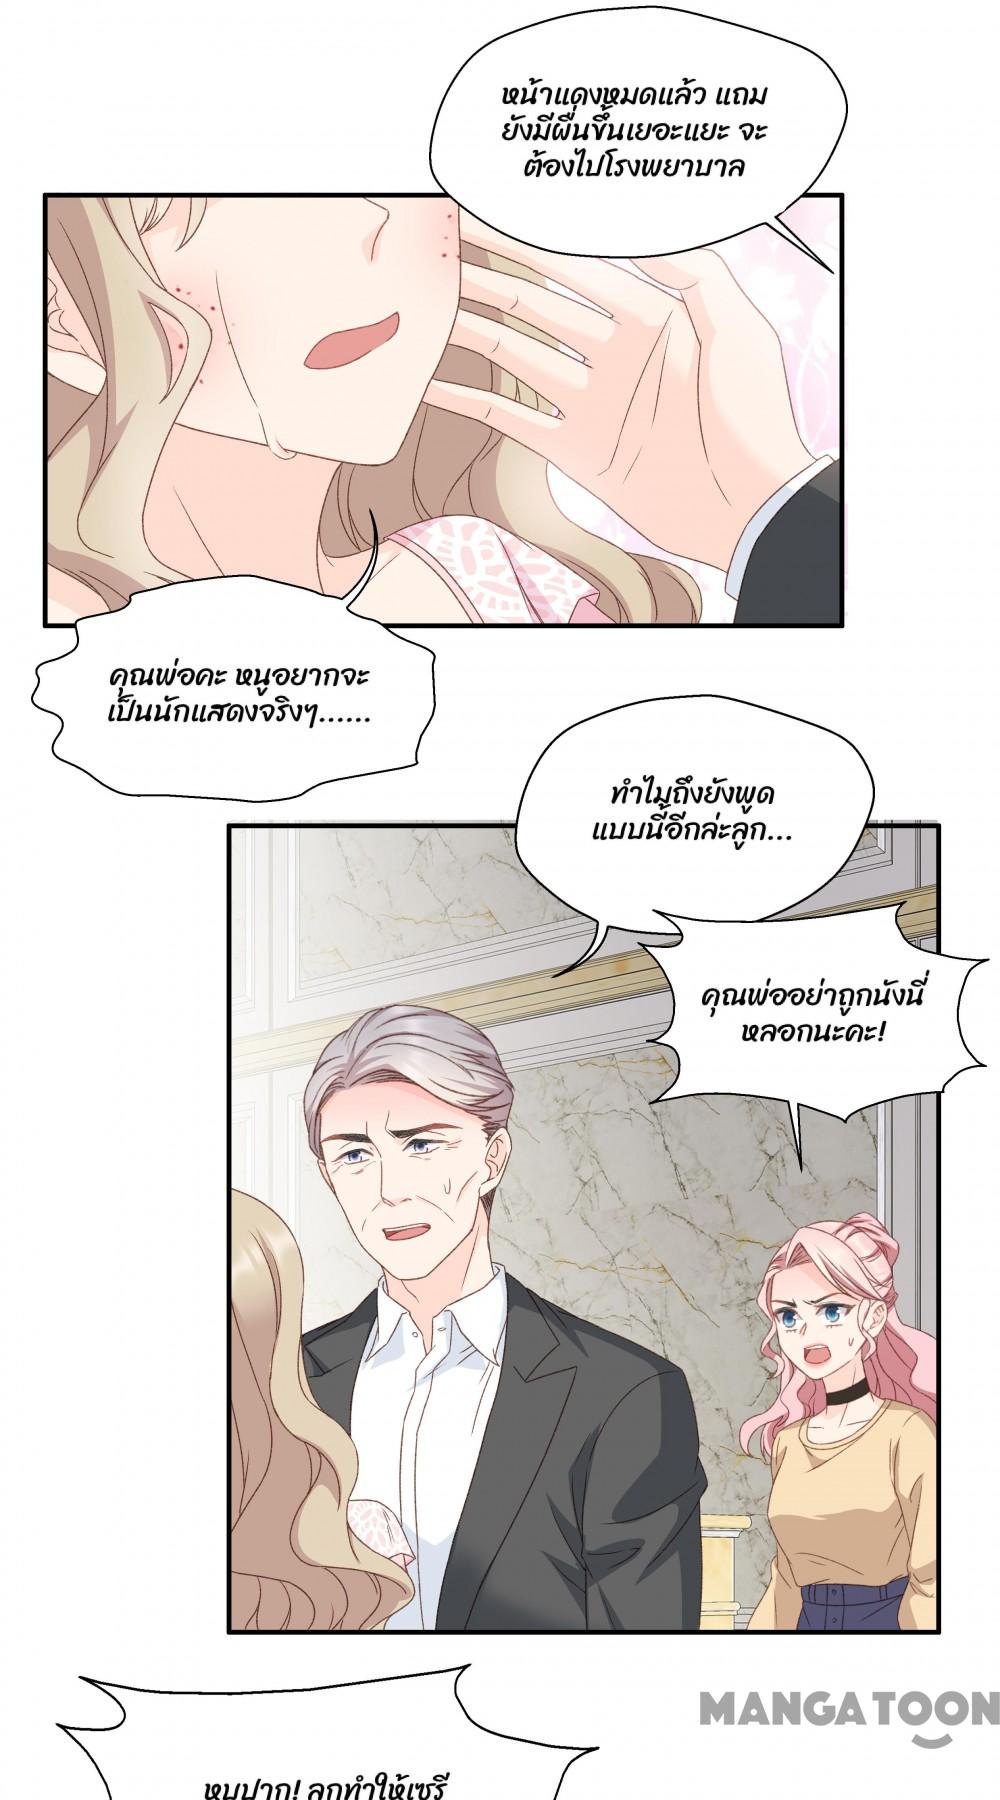 หน้าแดงหมดแล้ว แถม
ยังมีผื่นขึ้นเยอะแยะ จะ
ต้องไปโรงพยาบาล
คุณพ่อคะ หนูอยากจะ
เป็นนักแสดงจริงๆ......
ทำไมถึงยังพูด
แบบนี้อีกล่ะลูก...
คุณพ่ออย่าถูกนังนี่
หลอกนะคะ!
MANGATOON
หุบปาก! ลูกทำให้เซรี